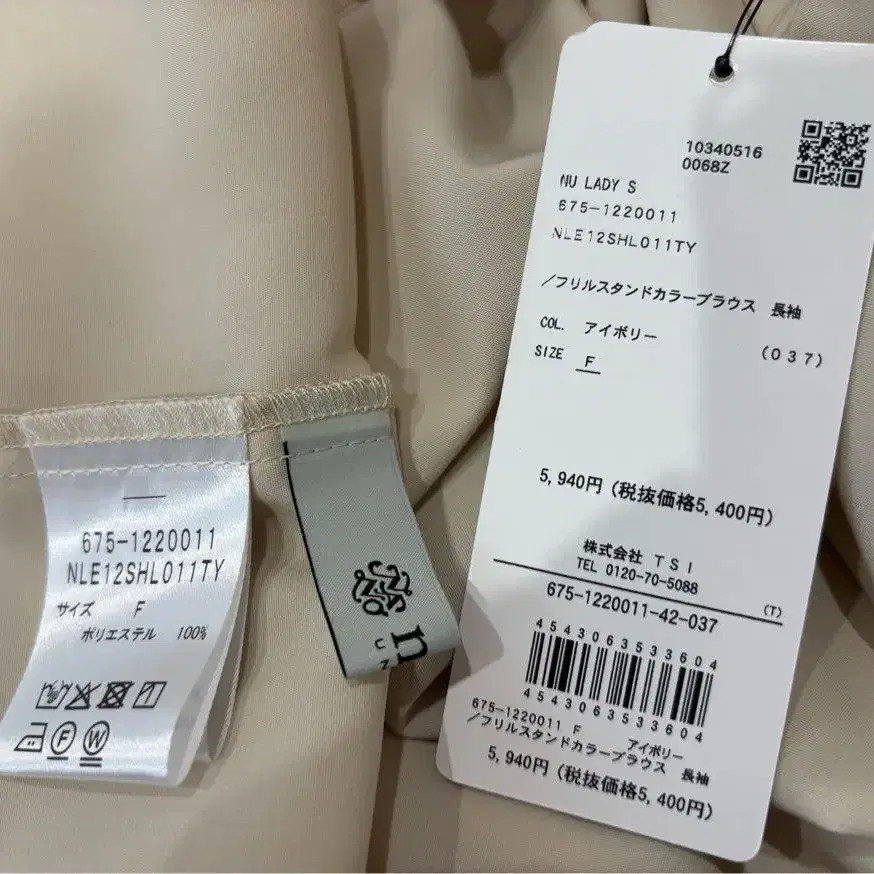 10340516
0068Z
NU LADY S
675-1220011
NLE12SHL011TY
/フリルスタンドカラーブラウス 長袖
COL. アイボリー (037)
SIZE F
5,940円 (税抜価格5,400円)
株式会社 TSI
TEL 0120-70-5088
(T)
675-1220011-42-037
4543063533604
4543063533604
675-1220011 F アイボリー
/フリルスタンドカラーブラウス 長袖
5,940円 (税抜価格5,400円)
675-1220011
NLE12SHL011TY
サイズ F
ポリエステル 100%
F
W
n